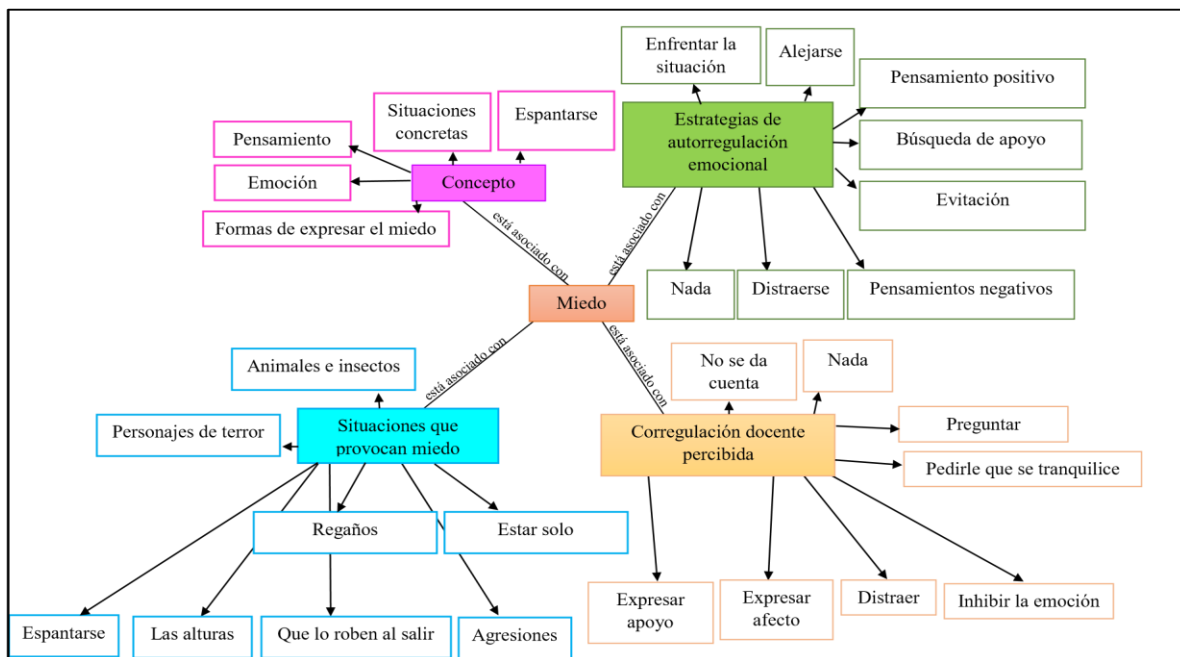 Enfrentar la
situación
Alejarse
Pensamiento positivo
Situaciones
concretas
Espantarse
Estrategias de
autorregulación
emocional
Pensamiento
Búsqueda de apoyo
Emoción
Concepto
Evitación
Formas de expresar el miedo
está asociado con
está asociado con
Nada
Distraerse
Pensamientos negativos
Miedo
está asociado con
está asociado con
Animales e insectos
No se da
cuenta
Nada
Personajes de terror
Situaciones que
provocan miedo
Corregulación docente
percibida
Preguntar
Pedirle que se tranquilice
Regaños
Estar solo
Expresar
apoyo
Expresar
afecto
Distraer
Inhibir la emoción
Espantarse
Las alturas
Que lo roben al salir
Agresiones